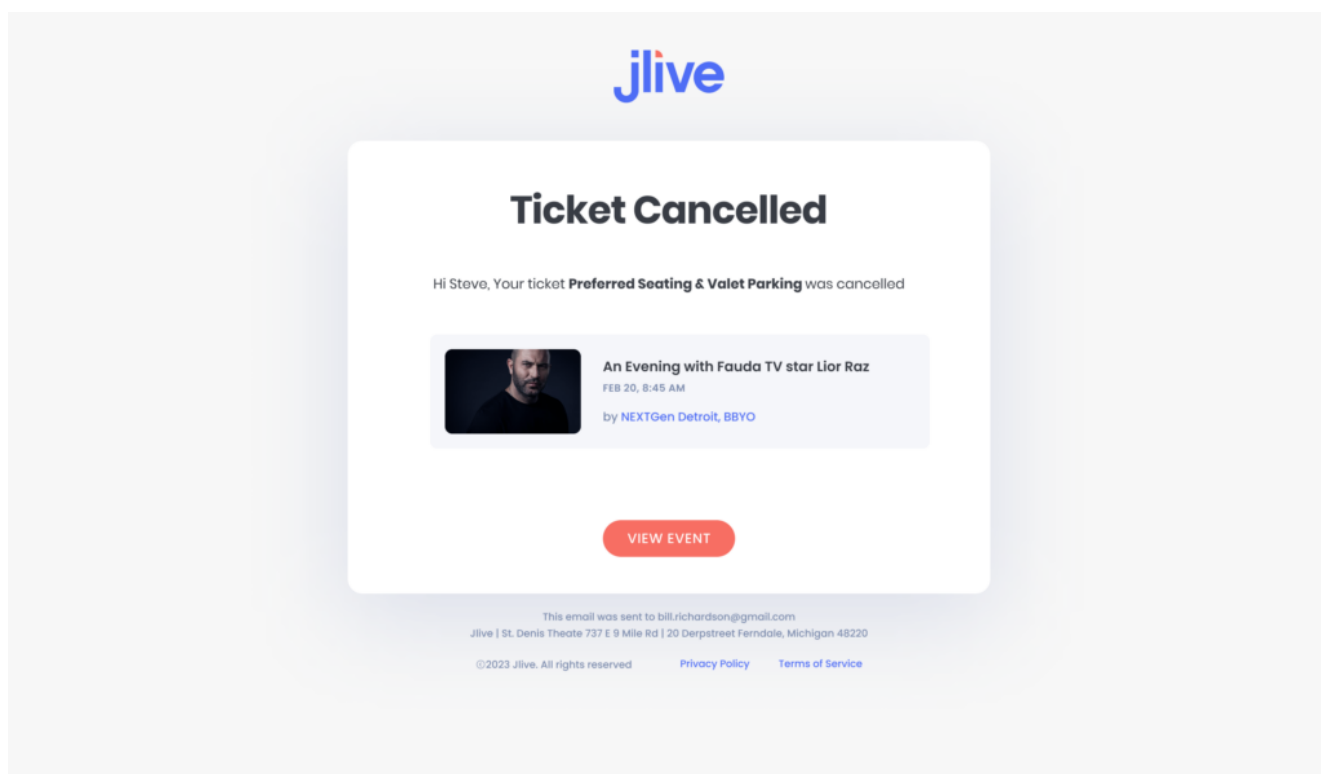 jlive
Ticket Cancelled
Hi Steve, Your ticket Preferred Seating & Valet Parking was cancelled
An Evening with Fauda TV star Lior Raz
FEB 20, 8:45 AM
by NEXTGen Detroit, BBYO
VIEW EVENT
This email was sent to bill.richardson@gmail.com
Jlive | St. Denis Theate 737 E 9 Mile Rd | 20 Derpstreet Ferndale, Michigan 48220
©2023 Jlive. All rights reserved Privacy Policy Terms of Service